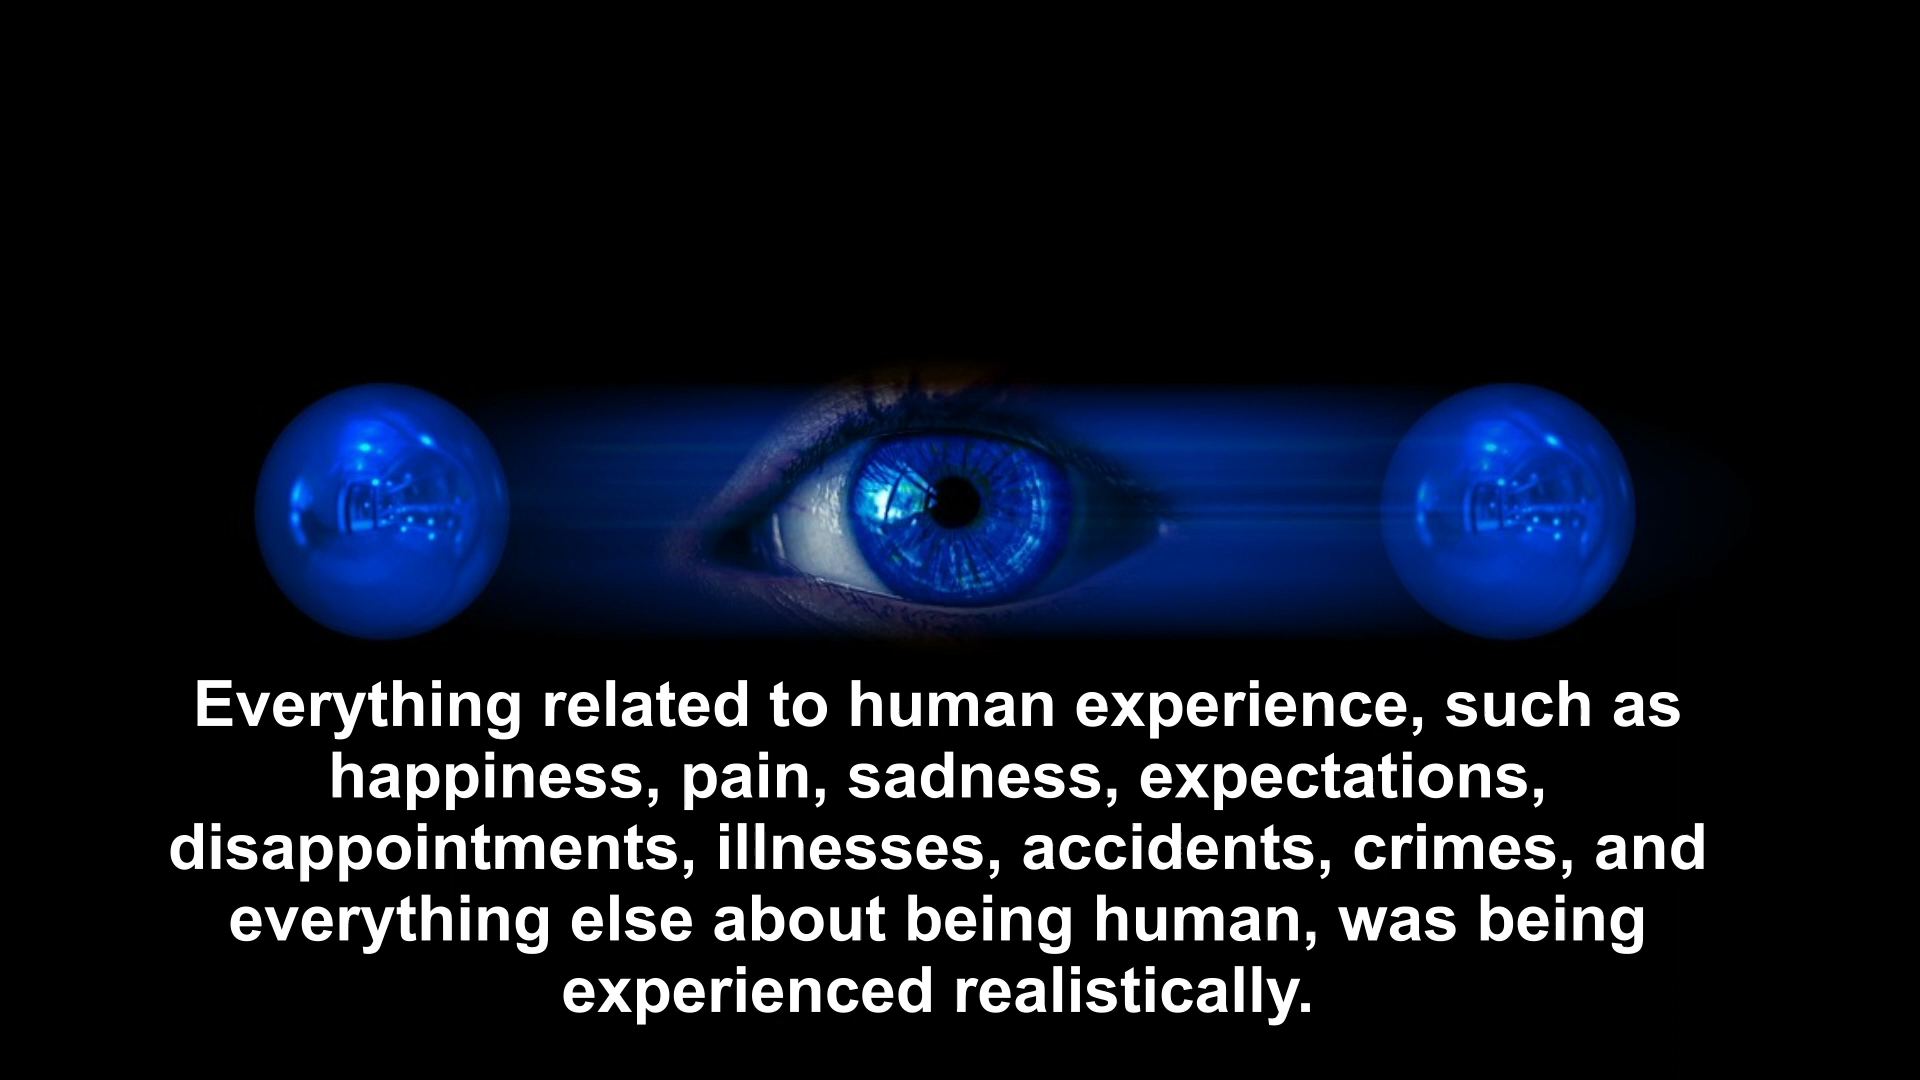 Everything related to human experience, such as
happiness, pain, sadness, expectations,
disappointments, illnesses, accidents, crimes, and
everything else about being human, was being
experienced realistically.